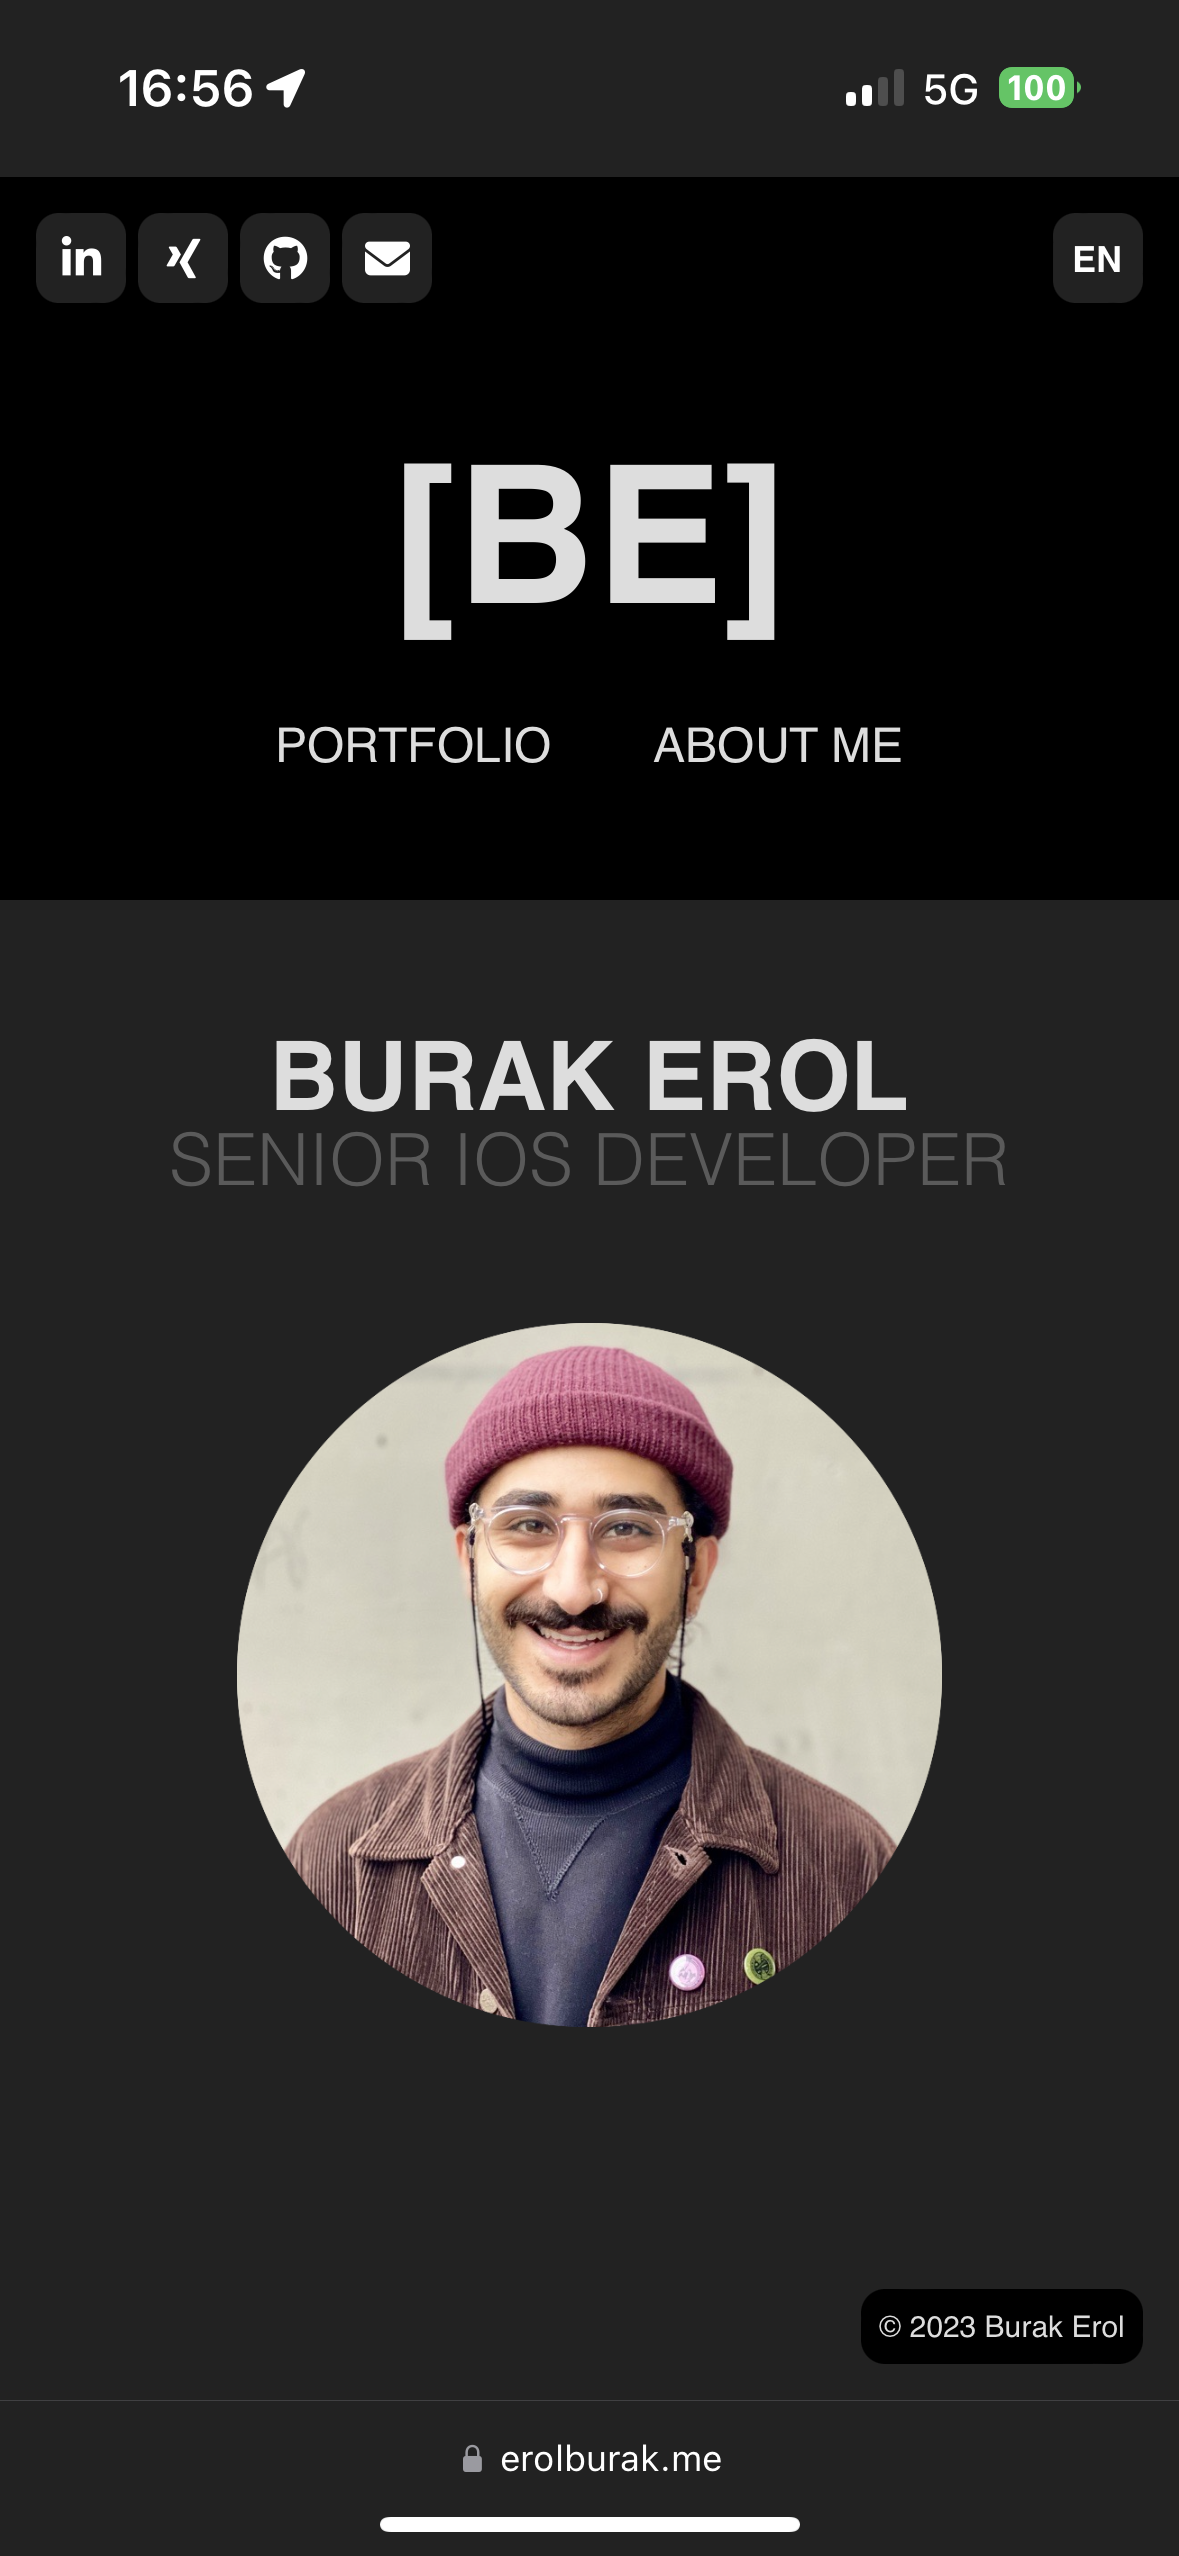 16:56 5G 100
in EN
[BE]
PORTFOLIO ABOUT ME
BURAK EROL
SENIOR IOS DEVELOPER
© 2023 Burak Erol
erolburak.me